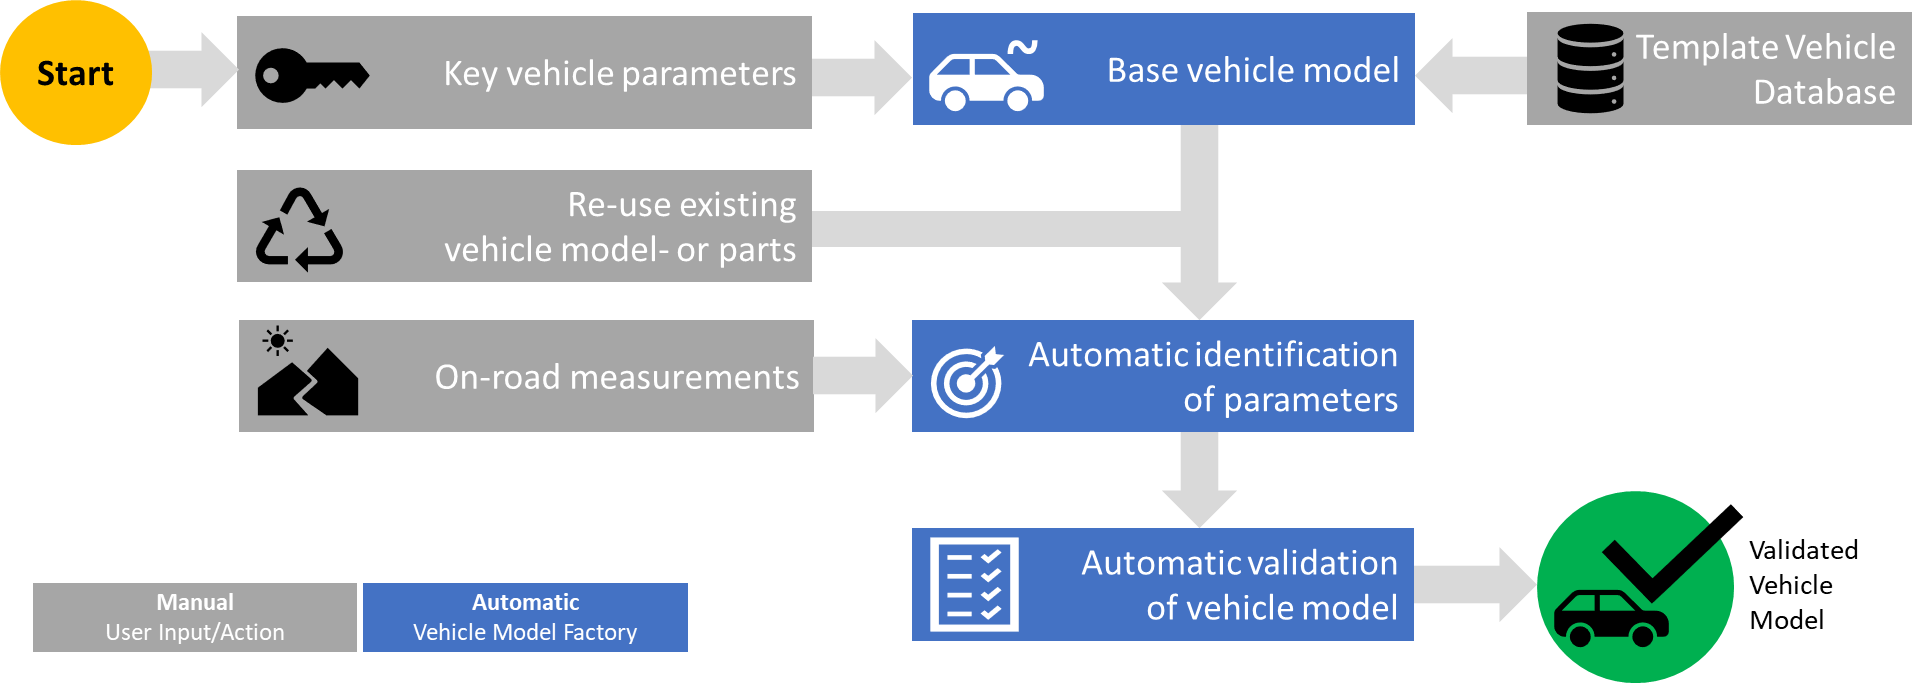 Start
Key vehicle parameters
Base vehicle model
Template Vehicle
Database
Re-use existing
vehicle model- or parts
On-road measurements
Automatic identification
of parameters
Automatic validation
of vehicle model
Validated
Vehicle
Model
Manual
User Input/Action
Automatic
Vehicle Model Factory